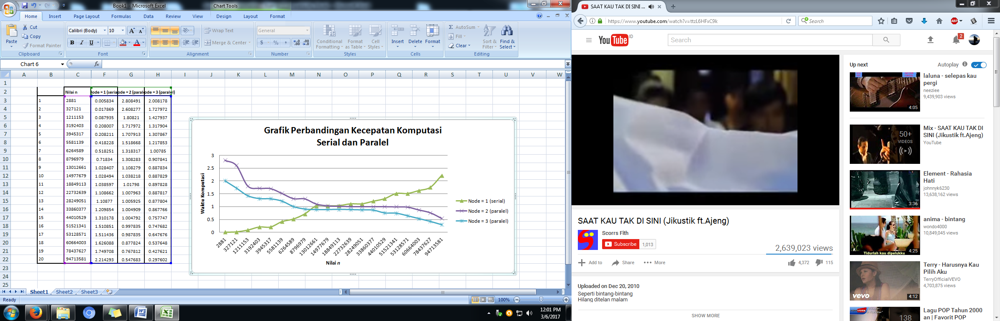 Book1 - Microsoft Excel
Chart Tools
Home Insert Page Layout Formulas Data Review View Design Layout Format
Paste
Cut
Copy
Format Painter
Clipboard
Calibri (Body) 10
B I U
Font
Wrap Text
Merge & Center
Alignment
General
$ % ,
Number
Conditional Formatting
Format as Table
Cell Styles
Styles
Insert Delete Format
Cells
AutoSum
Fill
Clear
Sort & Filter
Find & Select
Editing
Chart 6
fx
A B C F G H I J K L M N O P Q R S T U V W
1
2 Nilai n lode = 1 (seria ode = 2 (parale ode = 3 (paralel)
3 1 2881 0.005834 2.808491 2.008178
4 2 327121 0.017869 2.608277 1.727972
5 3 1211153 0.087935 1.80821 1.427937
6 4 3192403 0.208007 1.717972 1.317904
7 5 3945317 0.208211 1.707913 1.307867
8 6 5581139 0.418228 1.518668 1.217853
9 7 6264589 0.518251 1.318317 1.00785
10 8 8796979 0.71834 1.308283 0.907841
11 9 13012661 1.028407 1.108279 0.887834
12 10 14977679 1.028494 1.038218 0.887829
13 11 18849113 1.038597 1.01798 0.897828
14 12 22732639 1.108662 1.007963 0.887817
15 13 28249051 1.10877 1.005925 0.877804
16 14 33860377 1.209854 1.004909 0.867766
17 15 44010529 1.310178 1.004792 0.757747
18 16 51521341 1.510851 0.997835 0.747682
19 17 53128571 1.511436 0.987835 0.647676
20 18 60664003 1.626088 0.877824 0.537648
21 19 78437627 1.749708 0.767812 0.427621
22 20 94713581 2.214293 0.547683 0.297602
23
24
25
Grafik Perbandingan Kecepatan Komputasi
Serial dan Paralel
Waktu Komputasi
3
2.5
2
1.5
1
0.5
0
2881 327121 1211153 3192403 3945317 5581139 6264589 8796979 13012661 14977679 18849113 22732639 28249051 33860377 44010529 51521341 53128571 60664003 78437627 94713581
Nilai n
Node = 1 (serial)
Node = 2 (paralel)
Node = 3 (paralel)
Sheet1 Sheet2 Sheet3
Ready
100%
12:01 PM
3/6/2017
SAAT KAU TAK DI SINI ...
https://www.youtube.com/watch?v=ttzL6HFxC9k
Search
ABP
YouTube ID
Search
2
SAAT KAU TAK DI SINI (Jikustik ft.Ajeng)
Scorrs Fith
Subscribe 1,013
2,639,023 views
Add to Share More
4,372 115
Uploaded on Dec 20, 2010
Seperti bintang-bintang
Hilang ditelan malam
SHOW MORE
Up next
Autoplay
4:05
laluna - selepas kau
pergi
neeziee
9,439,903 views
50+
VIDEOS
Mix - SAAT KAU TAK DI
SINI (Jikustik ft.Ajeng)
YouTube
3:36
Element - Rahasia
Hati
johnnyk6230
13,638,162 views
Tidurlah kau dipelukku
4:25
anima - bintang
wondo4000
10,849,045 views
vevo
4:12
Terry - Harusnya Kau
Pilih Aku
TerryOfficialVEVO
4,703,875 views
138
Lagu POP Tahun 2000
an | Favorit POP